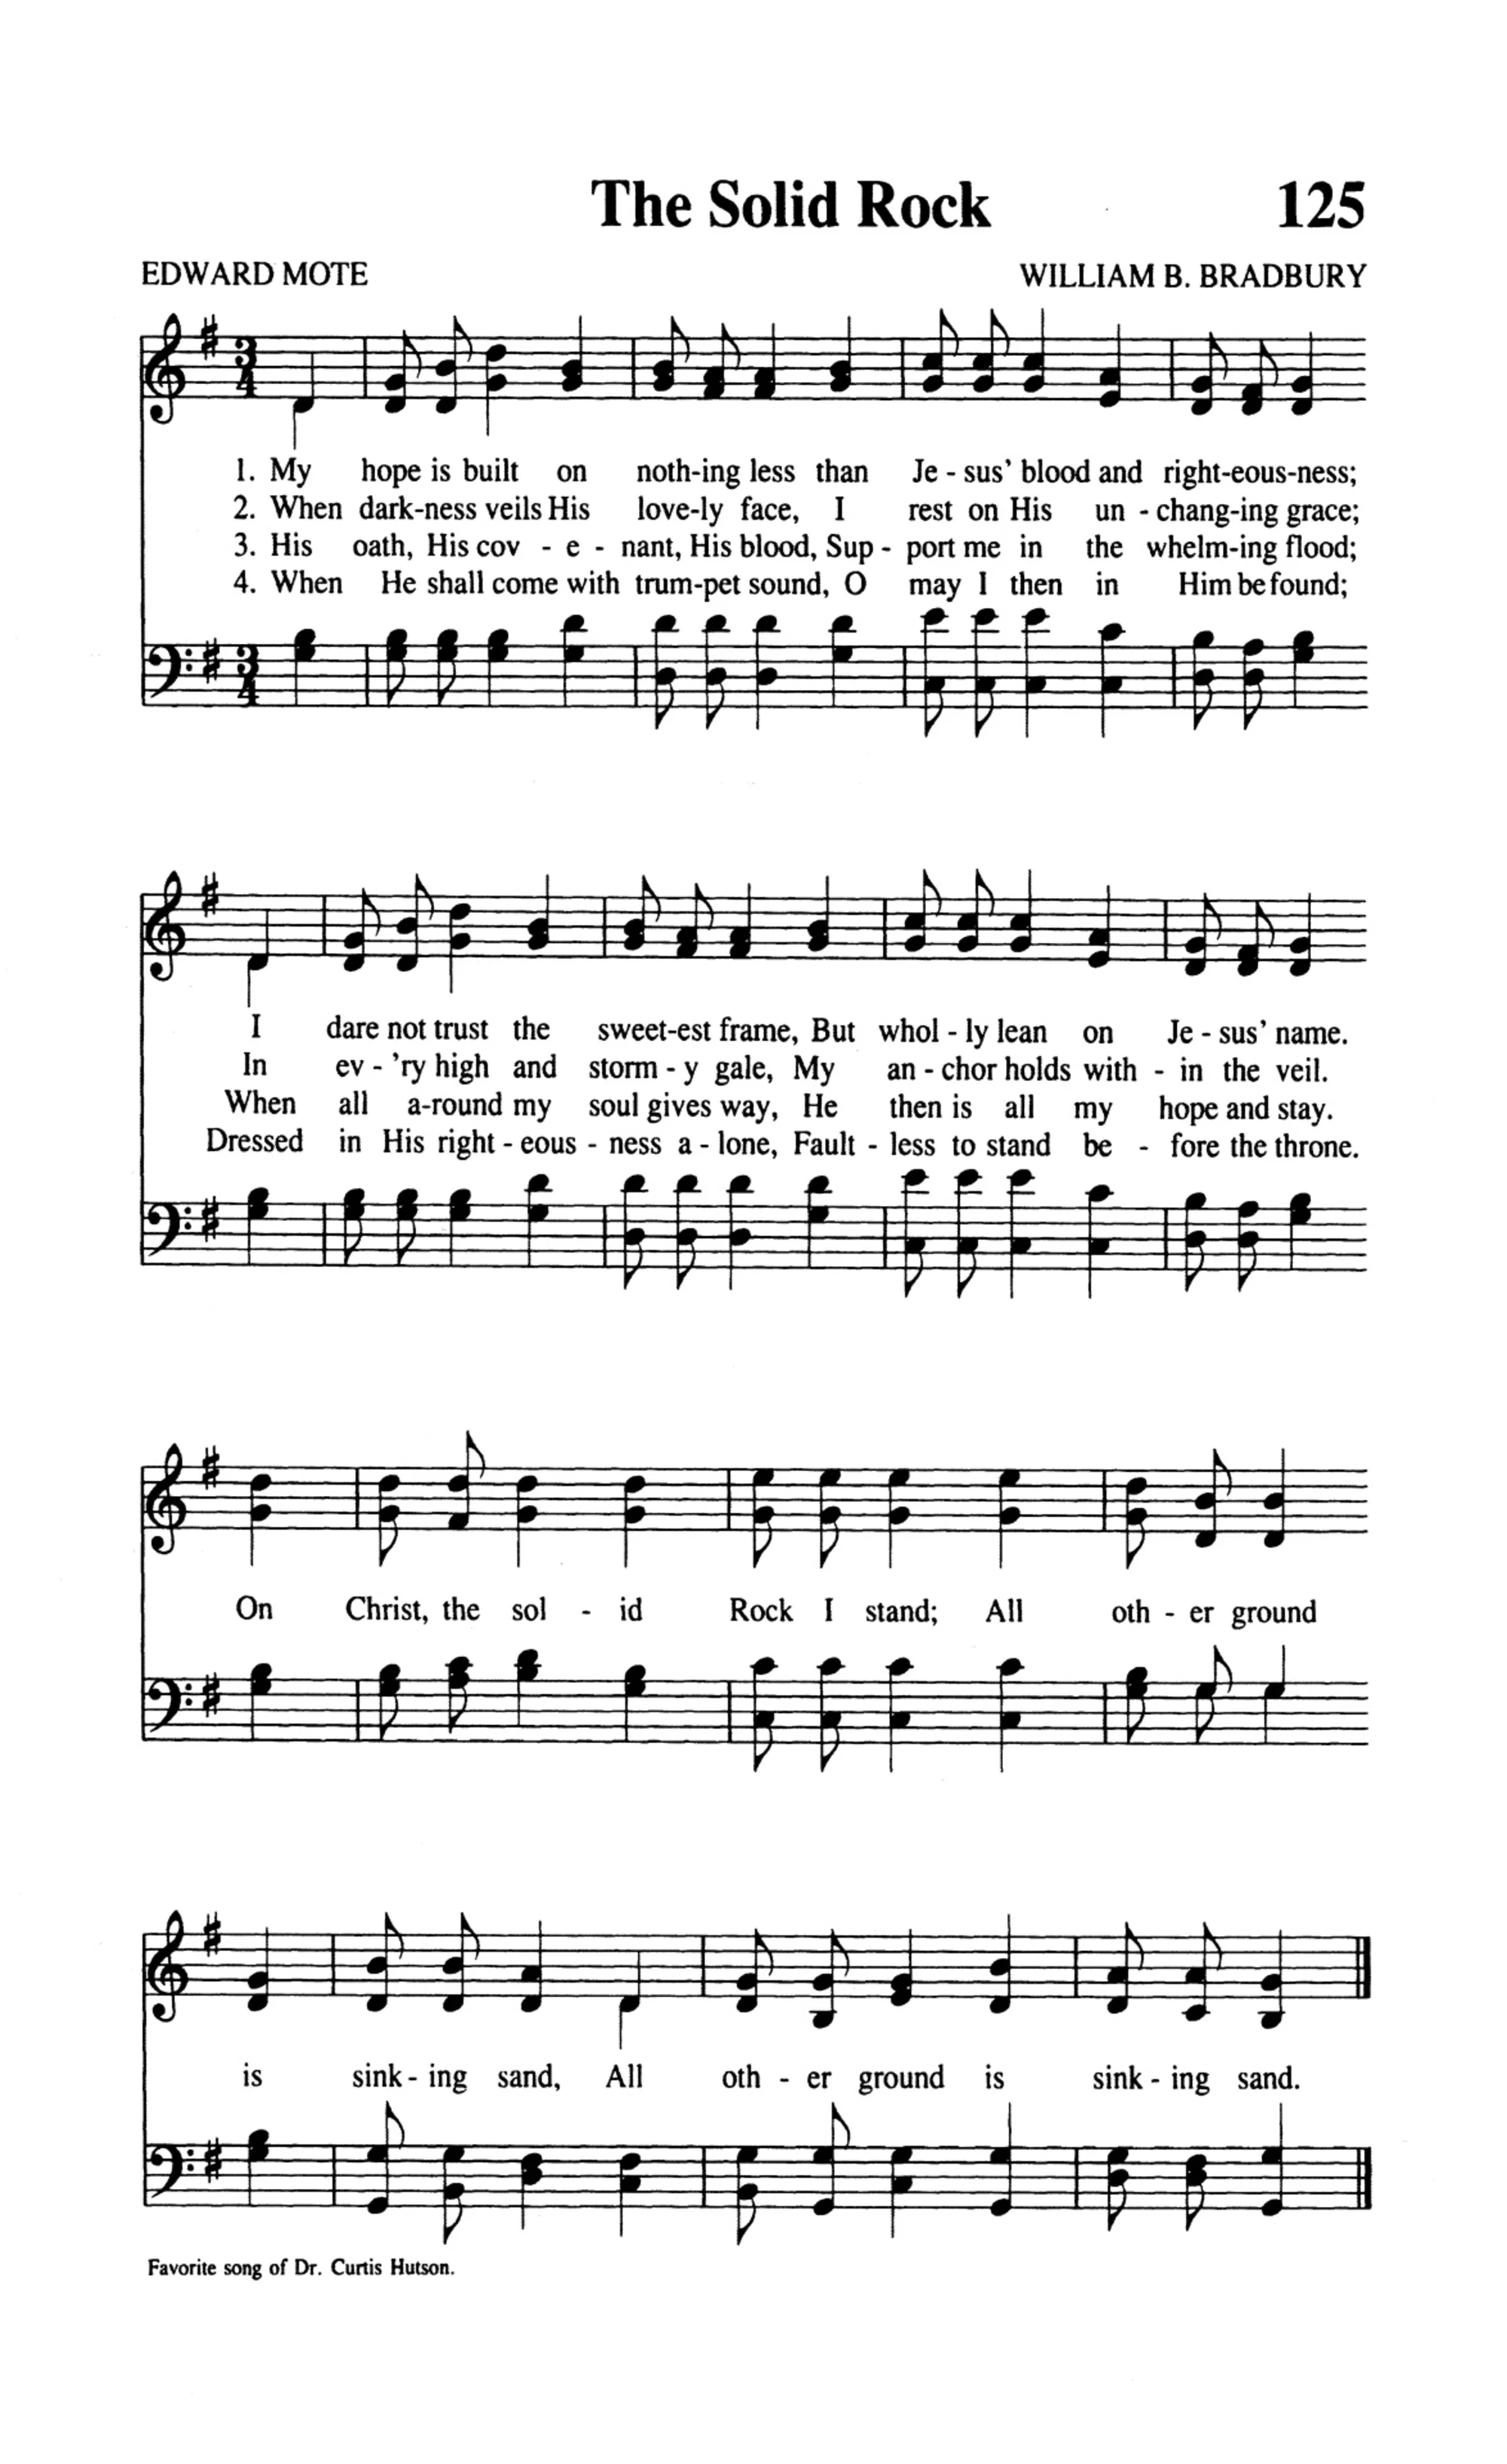 The Solid Rock 125
EDWARD MOTE WILLIAM B. BRADBURY
1. My hope is built on noth-ing less than Je - sus' blood and right-eous-ness;
2. When dark-ness veils His love-ly face, I rest on His un - chang-ing grace;
3. His oath, His cov - e - nant, His blood, Sup - port me in the whelm-ing flood;
4. When He shall come with trum-pet sound, O may I then in Him be found;
I dare not trust the sweet-est frame, But whol - ly lean on Je - sus' name.
In ev - 'ry high and storm - y gale, My an - chor holds with - in the veil.
When all a-round my soul gives way, He then is all my hope and stay.
Dressed in His right - eous - ness a - lone, Fault - less to stand be - fore the throne.
On Christ, the sol - id Rock I stand; All oth - er ground
is sink - ing sand, All oth - er ground is sink - ing sand.
Favorite song of Dr. Curtis Hutson.